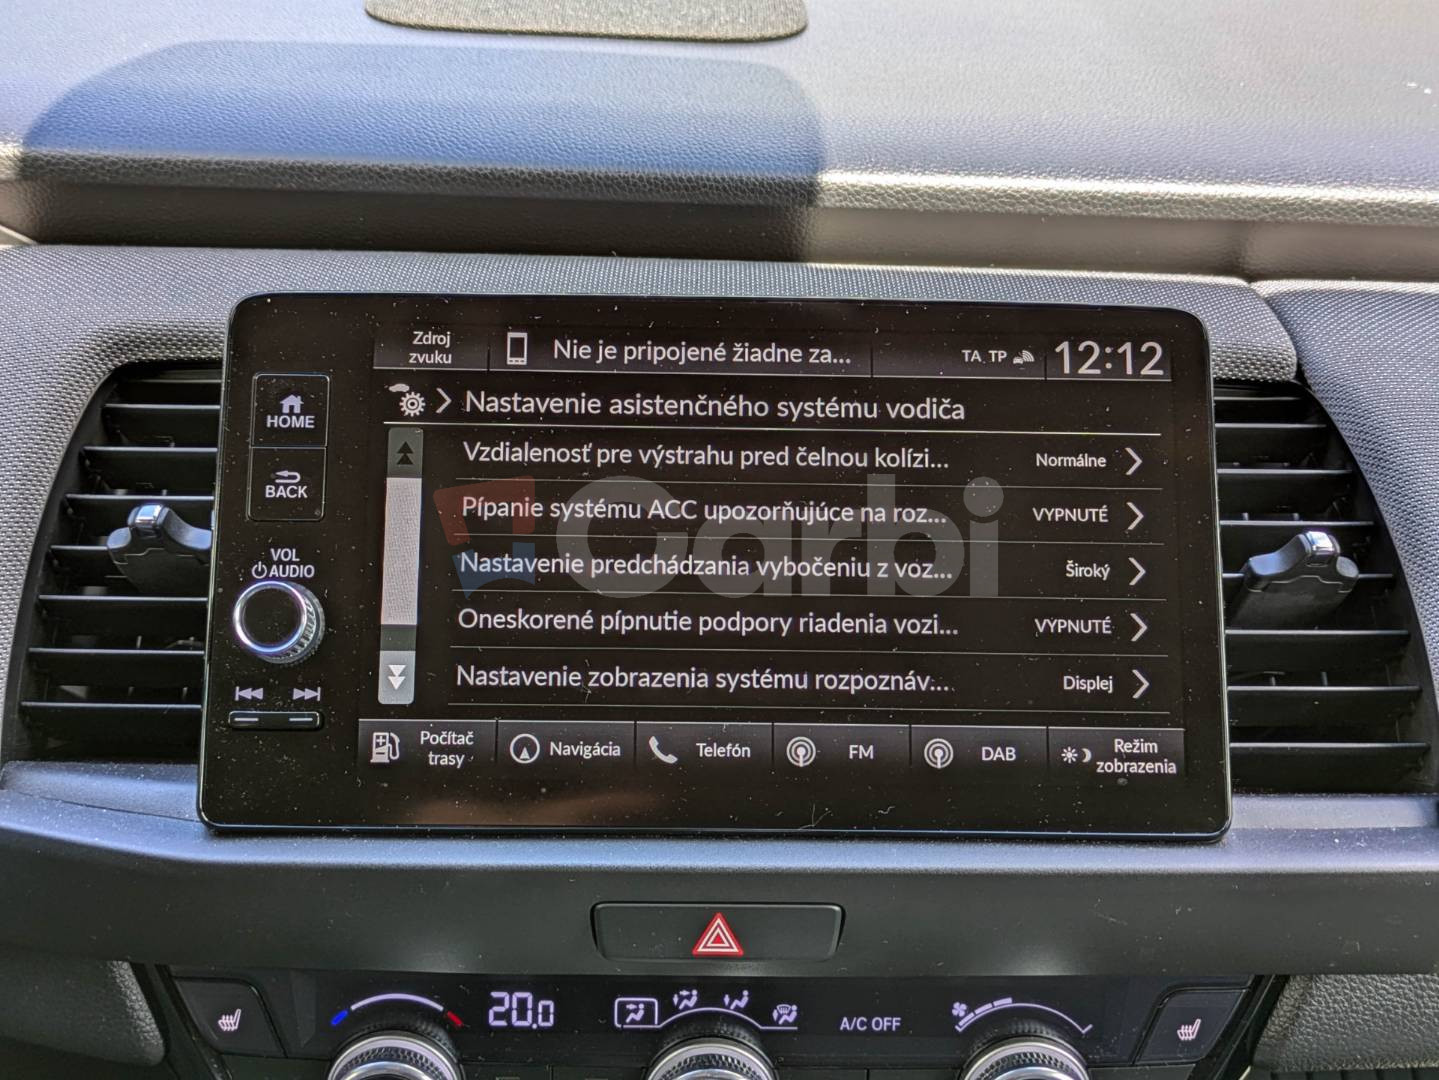 Zdroj zvuku
Nie je pripojené žiadne za...
TA TP
12:12
HOME
Nastavenie asistenčného systému vodiča
Vzdialenosť pre výstrahu pred čelnou kolízi... Normálne
BACK
Pípanie systému ACC upozorňujúce na roz... VYPNUTÉ
Carbi
VOL
AUDIO
Nastavenie predchádzania vybočeniu z voz... Široký
Oneskorené pípnutie podpory riadenia vozi... VYPNUTÉ
Nastavenie zobrazenia systému rozpoznáv... Displej
Počítač trasy
Navigácia
Telefón
FM
DAB
Režim zobrazenia
20.0
A/C OFF